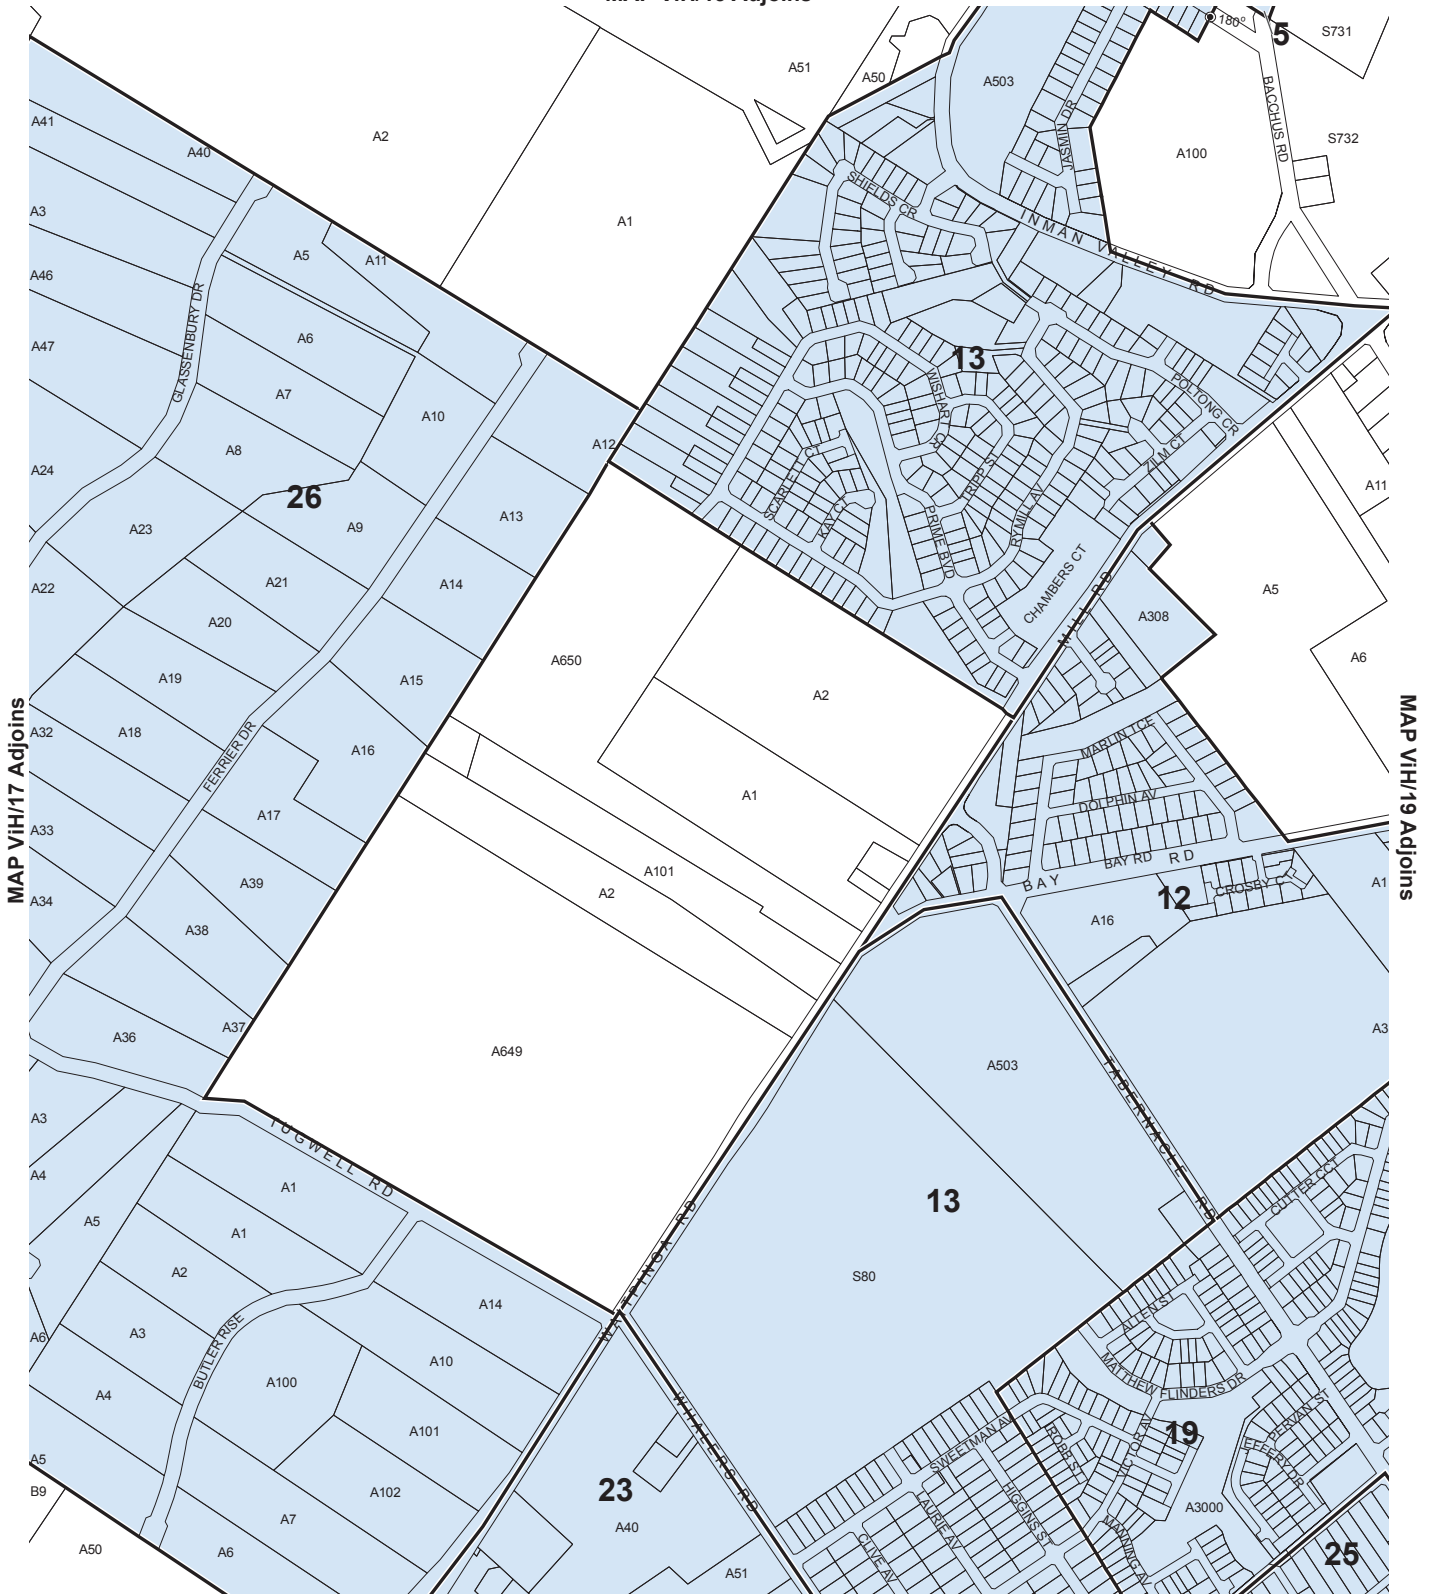 5
180°
S731
A51
A50
A503
A41
A2
BACCHUS RD
S732
JASMIN DR
A40
A100
SHIELDS CR
A3
A1
INMAN VALLEY RD
A5
A11
A46
GLASSENBURY DR
A6
A47
13
WISHART CR
POLTONG CR
A7
A10
A8
A12
ZILM CT
SCARLETT CT
A24
TRIPP ST
A11
26
KAY CT
RYMILL AV
A13
A23
A9
PRIME BVD
CHAMBERS CT
MILL RD
A22
A21
A14
A5
A20
A308
A650
A6
A19
A15
A2
MAP ViH/17 Adjoins
MAP ViH/19 Adjoins
A32
A18
FERRIER DR
A16
MARLIN TCE
A1
DOLPHIN AV
A17
A33
BAY RD
BAY RD
A101
A39
A2
CROSBY CT
A1
12
A34
A16
A38
A37
A36
A3
A649
A503
TABERNACLE RD
A3
TUGWELL RD
A4
A1
CUTTER CCT
13
A5
A1
WAITPINGA RD
A2
S80
A14
ALLEN ST
A3
A6
BUTLER RISE
A10
MATTHEW FLINDERS DR
A100
A4
PERVAN ST
A101
WHALERS RD
SWEETMAN AV
ROBB ST
VICTOR AV
19
JEFFERY DR
A5
B9
A102
23
HIGGINS ST
A3000
A7
A40
LAURIE AV
MANNING AV
A50
A6
CLIVE AV
25
A51